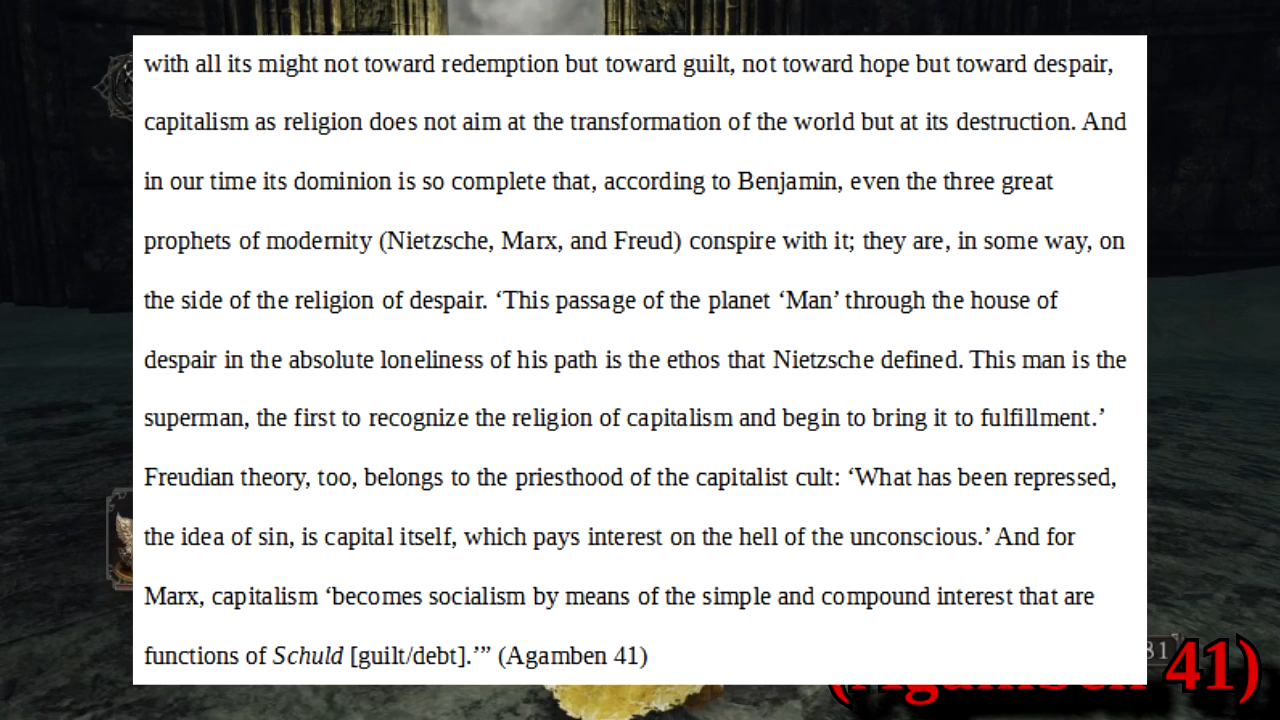 with all its might not toward redemption but toward guilt, not toward hope but toward despair,
capitalism as religion does not aim at the transformation of the world but at its destruction. And
in our time its dominion is so complete that, according to Benjamin, even the three great
prophets of modernity (Nietzsche, Marx, and Freud) conspire with it; they are, in some way, on
the side of the religion of despair. ‘This passage of the planet ‘Man’ through the house of
despair in the absolute loneliness of his path is the ethos that Nietzsche defined. This man is the
superman, the first to recognize the religion of capitalism and begin to bring it to fulfillment.’
Freudian theory, too, belongs to the priesthood of the capitalist cult: ‘What has been repressed,
the idea of sin, is capital itself, which pays interest on the hell of the unconscious.’ And for
Marx, capitalism ‘becomes socialism by means of the simple and compound interest that are
functions of Schuld [guilt/debt].’” (Agamben 41)
(Agamben 41)